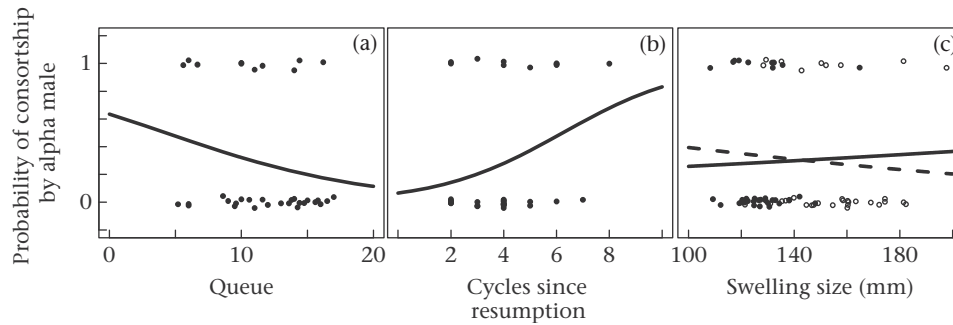 Probability of consortship
by alpha male
1
0
(a)
(b)
(c)
0
10
20
2
4
6
8
100
140
180
Queue
Cycles since
resumption
Swelling size (mm)